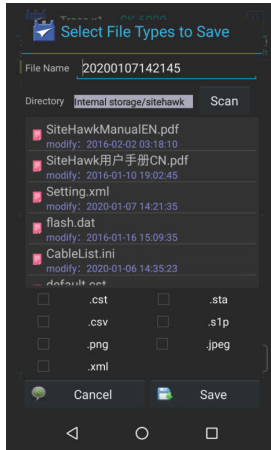 Select File Types to Save
File Name 20200107142145
Directory Internal storage/sitehawk Scan
SiteHawkManualEN.pdf
modify: 2016-02-02 03:18:10
SiteHawk用户手册CN.pdf
modify: 2016-01-10 19:02:45
Setting.xml
modify: 2020-01-07 14:21:35
flash.dat
modify: 2016-01-16 15:09:35
CableList.ini
modify: 2020-01-06 14:35:23
default.cst
.cst .sta
.csv .s1p
.png .jpeg
.xml
Cancel Save